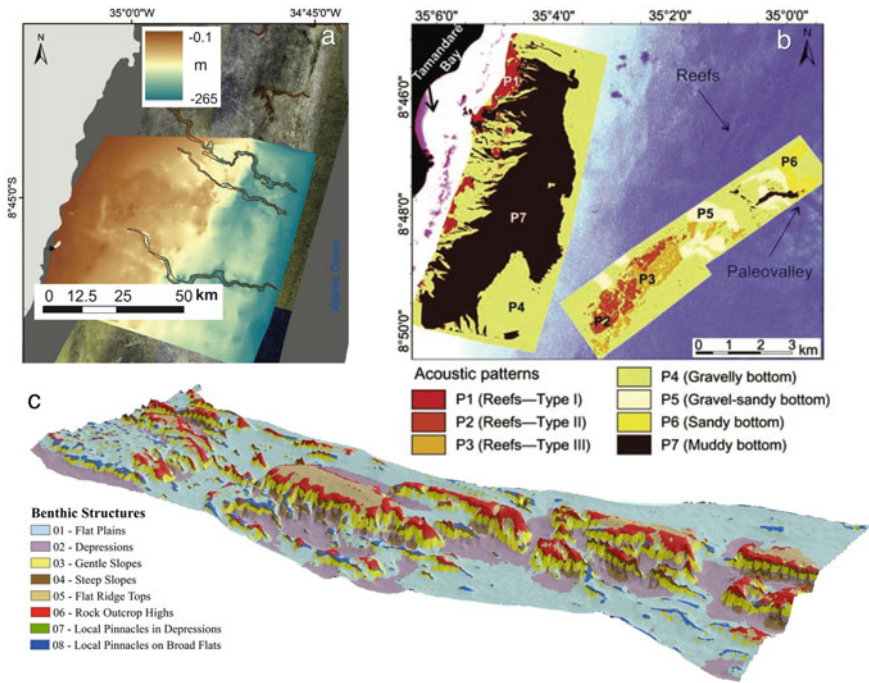 35°0'0"W
34°45'0"W
N
-0.1
m
-265
a
8°45'0"S
0 12.5 25 50
km
Atlantic Ocean
35°6'0"
35°4'0"
35°2'0"
35°0'0"
b
N
Tamandaré
Bay
P1
Reefs
8°46'0"
8°48'0"
8°50'0"
P7
P6
P5
P3
P4
P2
Paleovalley
0 1 2 3
km
Acoustic patterns
P1 (Reefs—Type I)
P2 (Reefs—Type II)
P3 (Reefs—Type III)
P4 (Gravelly bottom)
P5 (Gravel-sandy bottom)
P6 (Sandy bottom)
P7 (Muddy bottom)
c
Benthic Structures
01 - Flat Plains
02 - Depressions
03 - Gentle Slopes
04 - Steep Slopes
05 - Flat Ridge Tops
06 - Rock Outcrop Highs
07 - Local Pinnacles in Depressions
08 - Local Pinnacles on Broad Flats